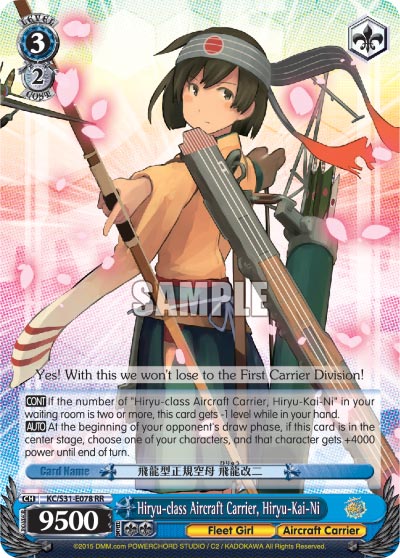 LEVEL
3
2
COST
SAMPLE
Yes! With this we won't lose to the First Carrier Division!
CONT If the number of "Hiryu-class Aircraft Carrier, Hiryu-Kai-Ni" in your
waiting room is two or more, this card gets -1 level while in your hand.
AUTO At the beginning of your opponent's draw phase, if this card is in the
center stage, choose one of your characters, and that character gets +4000
power until end of turn.
Card Name
飛龍型正規空母 飛龍改二
CH
KC/S31-E078 RR
Hiryu-class Aircraft Carrier, Hiryu-Kai-Ni
9500
Fleet Girl
Aircraft Carrier
©2015 DMM.com POWERCHORD STUDIO / C2 / KADOKAWA All Rights Reserved.